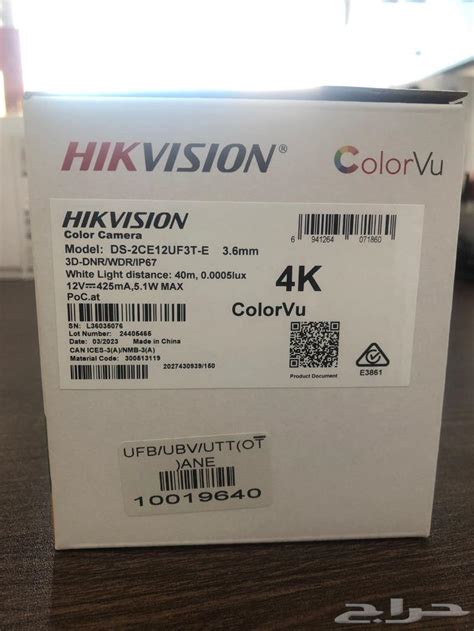 HIKVISION®
ColorVu
HIKVISION
Color Camera
Model: DS-2CE12UF3T-E 3.6mm
3D-DNR/WDR/IP67
White Light distance: 40m, 0.0005lux
12V⎓425mA,5.1W MAX
PoC.at
SN: L36035076
Lot Number: 24405465
Date: 03/2023 Made in China
CAN ICES-3(A)/NMB-3(A)
Material Code: 300513119
2027430939/150
6 941264 071860
4K
ColorVu
Product Document
E3861
UFB/UBV/UTT(OT
)ANE
10019640
حراج